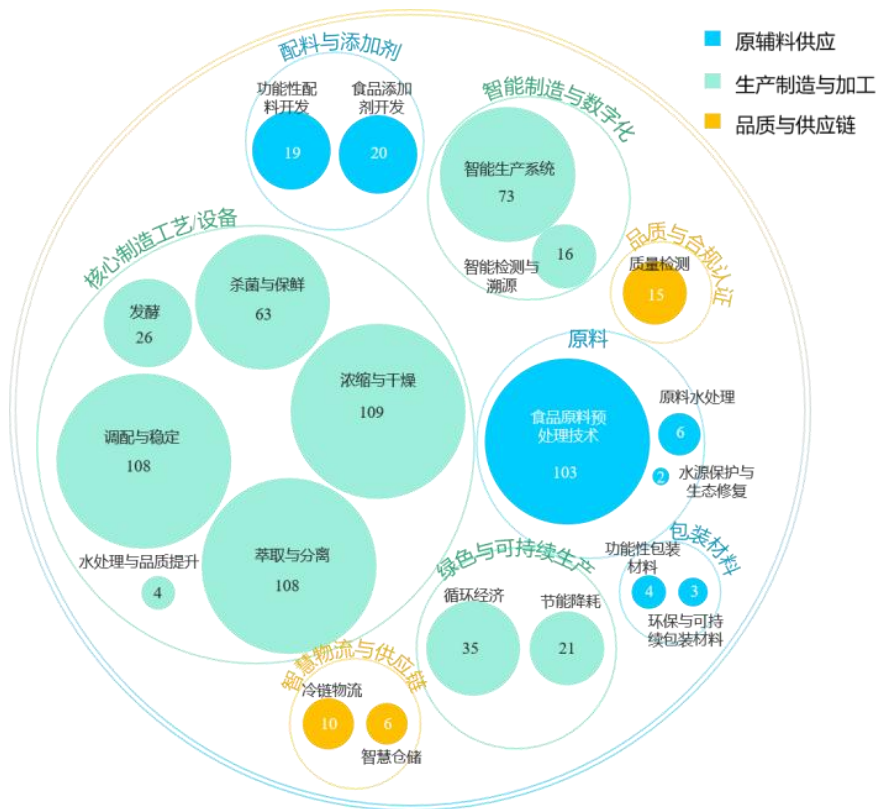 原辅料供应
生产制造与加工
品质与供应链
配料与添加剂
功能性配
料开发
19
食品添加
剂开发
20
智能制造与数字化
智能生产系统
73
智能检测与
溯源
16
品质与合规认证
质量检测
15
核心制造工艺/设备
杀菌与保鲜
63
发酵
26
浓缩与干燥
109
调配与稳定
108
萃取与分离
108
水处理与品质提升
4
原料
食品原料预
处理技术
103
原料水处理
6
水源保护与
生态修复
2
包装材料
功能性包装
材料
4
3
环保与可持
续包装材料
绿色与可持续生产
循环经济
35
节能降耗
21
智慧物流与供应链
冷链物流
10
6
智慧仓储